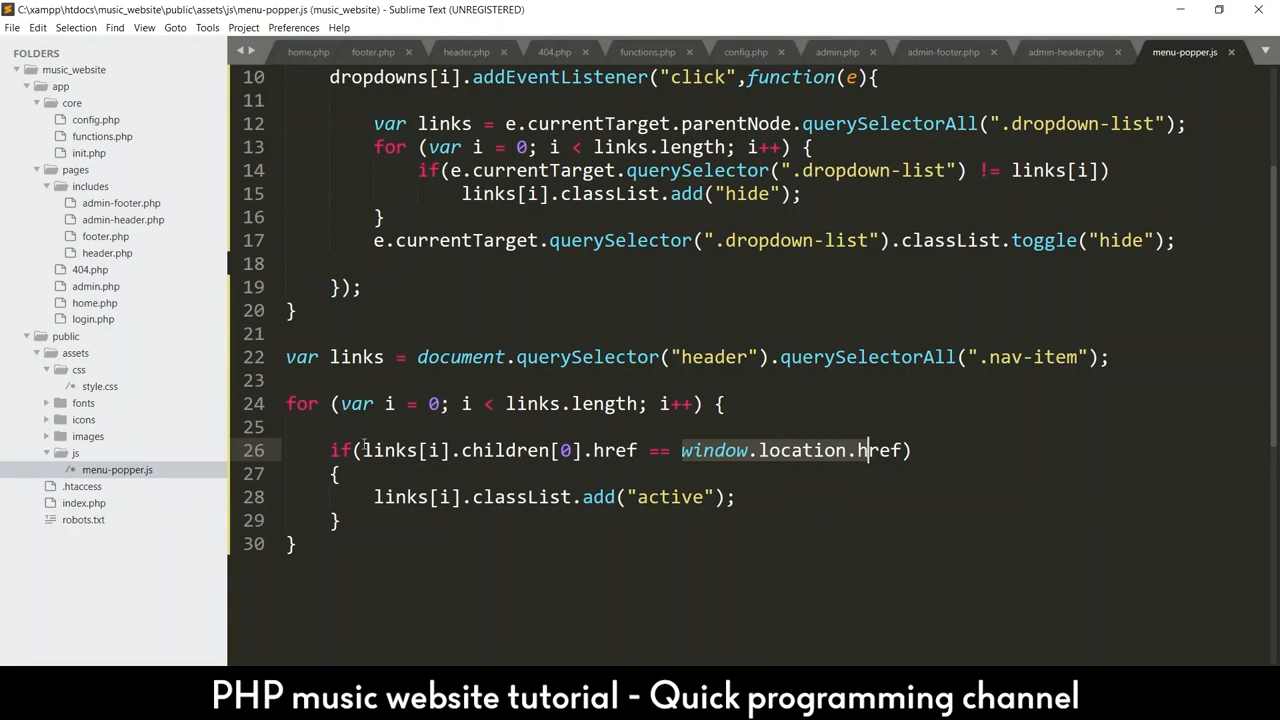 C:\xampp\htdocs\music_website\public\assets\js\menu-popper.js (music_website) - Sublime Text (UNREGISTERED)
File Edit Selection Find View Goto Tools Project Preferences Help
FOLDERS
music_website
app
core
config.php
functions.php
init.php
pages
includes
admin-footer.php
admin-header.php
footer.php
header.php
404.php
admin.php
home.php
login.php
public
assets
css
/* style.css
fonts
icons
images
js
/* menu-popper.js
.htaccess
index.php
robots.txt
home.php footer.php header.php 404.php functions.php config.php admin.php admin-footer.php admin-header.php menu-popper.js
10 dropdowns[i].addEventListener("click",function(e){
11
12 var links = e.currentTarget.parentNode.querySelectorAll(".dropdown-list");
13 for (var i = 0; i < links.length; i++) {
14 if(e.currentTarget.querySelector(".dropdown-list") != links[i])
15 links[i].classList.add("hide");
16 }
17 e.currentTarget.querySelector(".dropdown-list").classList.toggle("hide");
18
19 });
20 }
21
22 var links = document.querySelector("header").querySelectorAll(".nav-item");
23
24 for (var i = 0; i < links.length; i++) {
25
26 if(links[i].children[0].href == window.location.href)
27 {
28 links[i].classList.add("active");
29 }
30 }
PHP music website tutorial - Quick programming channel